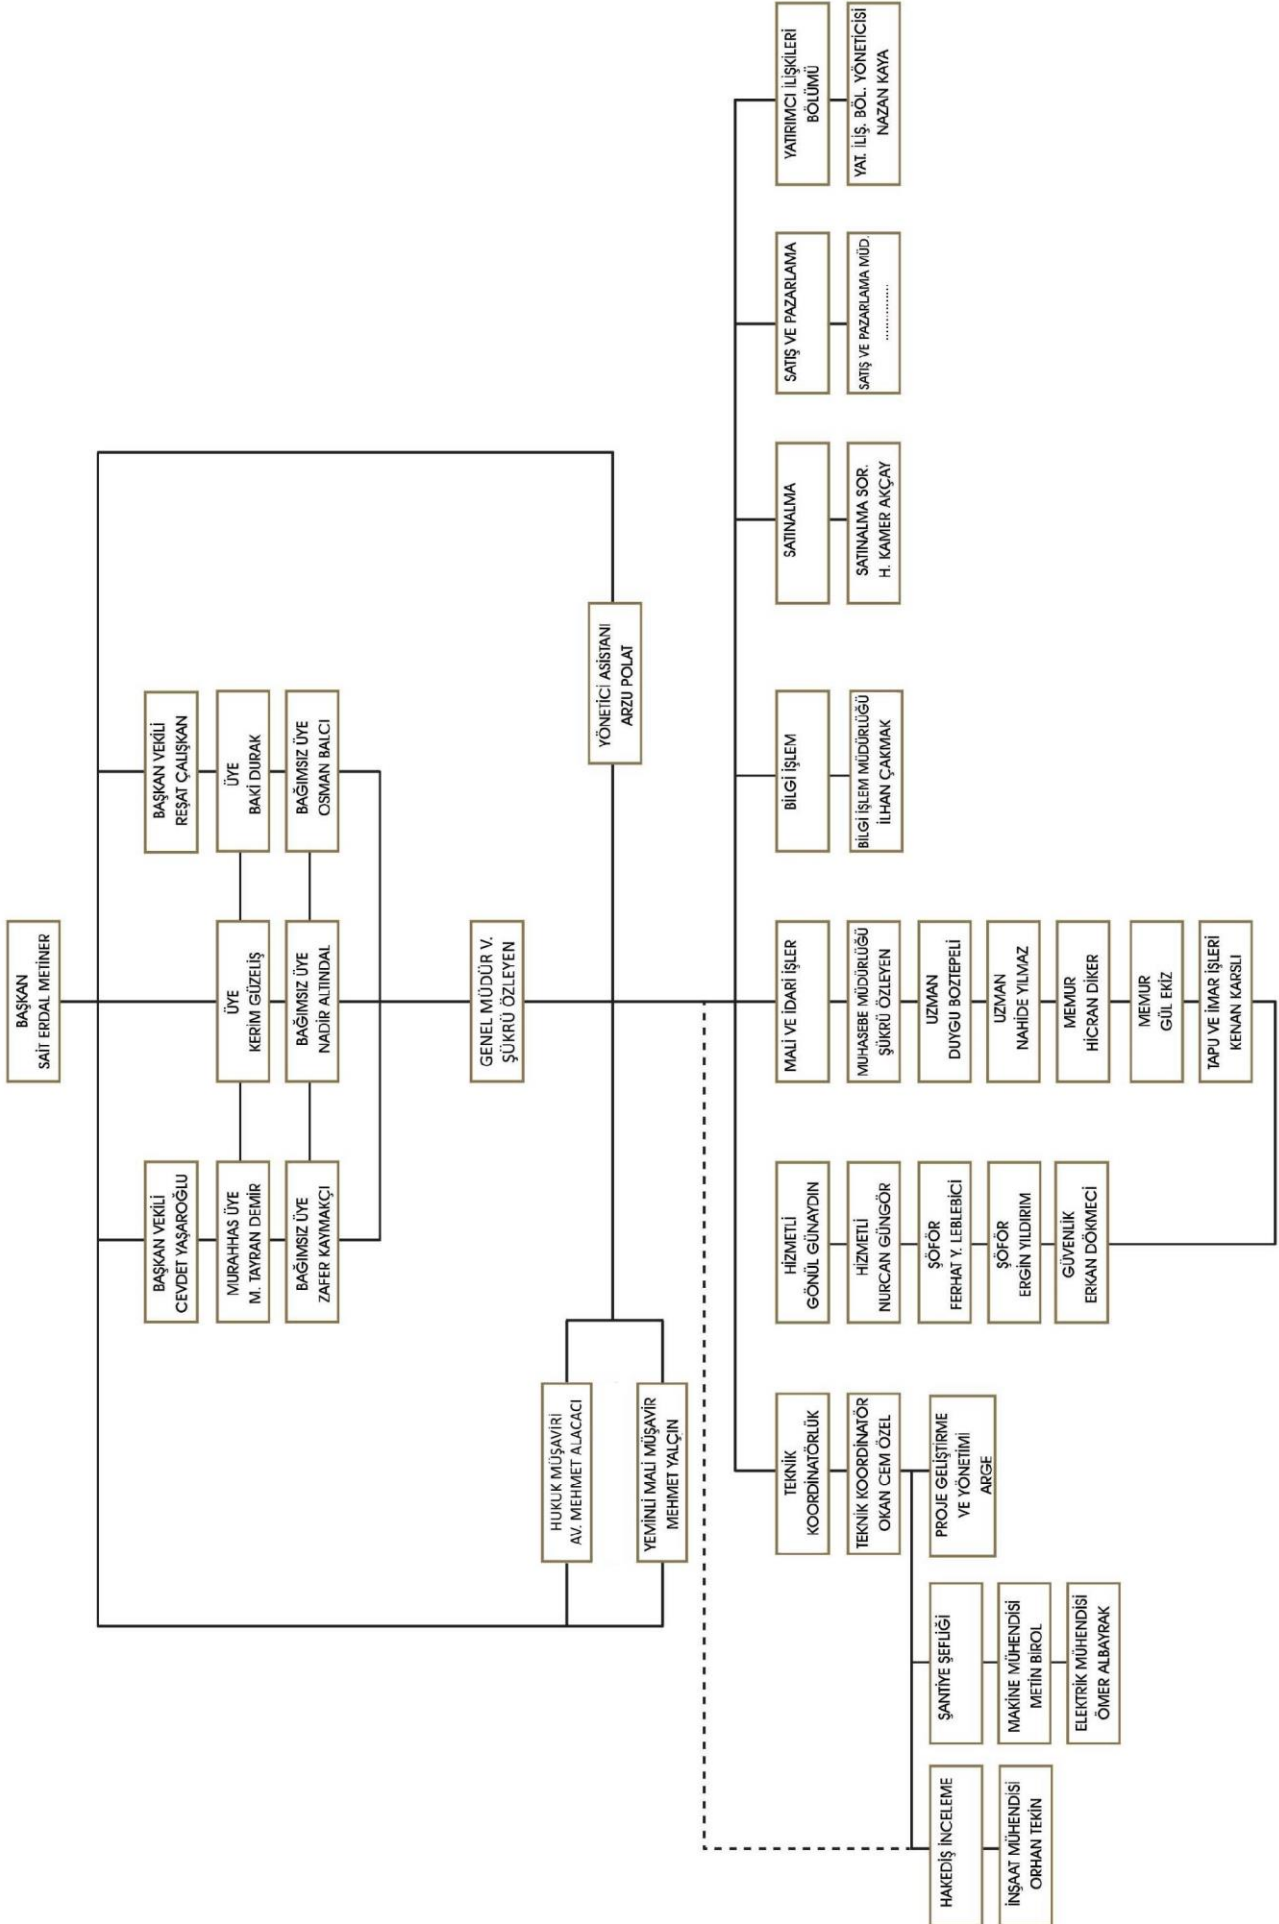 BAŞKAN
SAİT ERDAL METİNER
BAŞKAN VEKİLİ
CEVDET YAŞAROĞLU
BAŞKAN VEKİLİ
REŞAT ÇALIŞKAN
MURAHHAS ÜYE
M. TAYRAN DEMİR
ÜYE
KERİM GÜZELİŞ
ÜYE
BAKİ DURAK
BAĞIMSIZ ÜYE
ZAFER KAYMAKÇI
BAĞIMSIZ ÜYE
NADİR ALTINDAL
BAĞIMSIZ ÜYE
OSMAN BALCI
GENEL MÜDÜR V.
ŞÜKRÜ ÖZLEYEN
HUKUK MÜŞAVİRİ
AV. MEHMET ALACACI
YEMİNLİ MALİ MÜŞAVİR
MEHMET YALÇIN
YÖNETİCİ ASİSTANI
ARZU POLAT
TEKNİK
KOORDİNATÖRLÜK
TEKNİK KOORDİNATÖR
OKAN CEM ÖZEL
HAKEDİŞ İNCELEME
İNŞAAT MÜHENDİSİ
ORHAN TEKİN
ŞANTİYE ŞEFLİĞİ
MAKİNE MÜHENDİSİ
METİN BİROL
ELEKTRİK MÜHENDİSİ
ÖMER ALBAYRAK
PROJE GELİŞTİRME
VE YÖNETİMİ
ARGE
HİZMETLİ
GÖNÜL GÜNAYDIN
HİZMETLİ
NURCAN GÜNGÖR
ŞÖFÖR
FERHAT Y. LEBLEBİCİ
ŞÖFÖR
ERGİN YILDIRIM
GÜVENLİK
ERKAN DÖKMECİ
MALİ VE İDARİ İŞLER
MUHASEBE MÜDÜRLÜĞÜ
ŞÜKRÜ ÖZLEYEN
UZMAN
DUYGU BOZTEPELİ
UZMAN
NAHİDE YILMAZ
MEMUR
HİCRAN DİKER
MEMUR
GÜL EKİZ
TAPU VE İMAR İŞLERİ
KENAN KARSLI
BİLGİ İŞLEM
BİLGİ İŞLEM MÜDÜRLÜĞÜ
İLHAN ÇAKMAK
SATINALMA
SATINALMA SOR.
H. KAMER AKÇAY
SATIŞ VE PAZARLAMA
SATIŞ VE PAZARLAMA MÜD.
................
YATIRIMCI İLİŞKİLERİ
BÖLÜMÜ
YAT. İLİŞ. BÖL. YÖNETİCİSİ
NAZAN KAYA